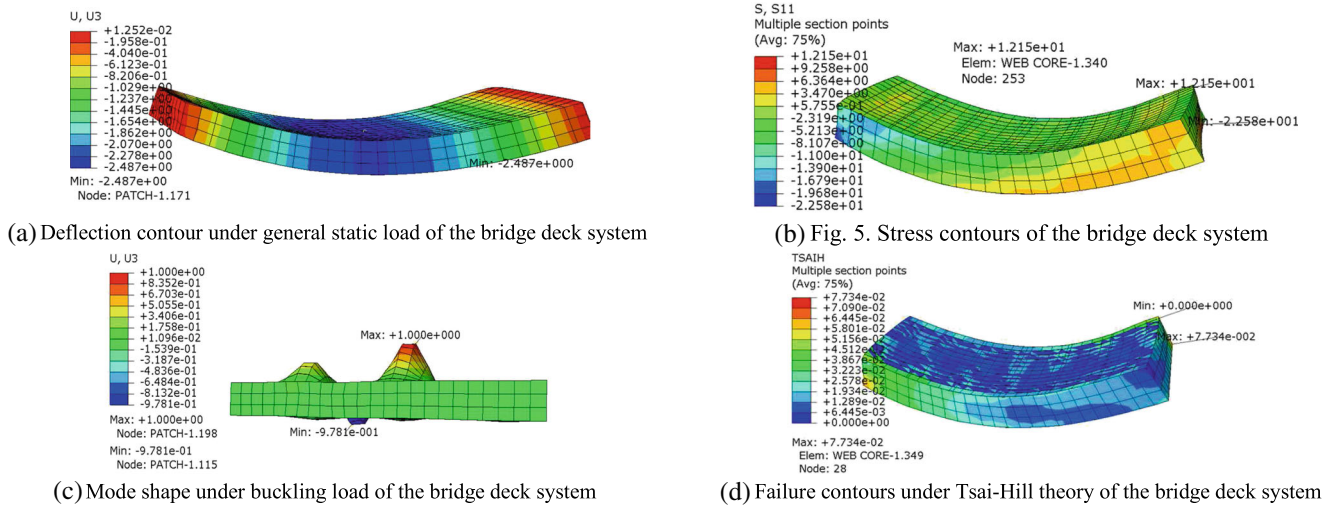 U, U3
+1.252e-02
-1.958e-01
-4.040e-01
-6.123e-01
-8.206e-01
-1.029e+00
-1.237e+00
-1.445e+00
-1.654e+00
-1.862e+00
-2.070e+00
-2.278e+00
-2.487e+00
Min: -2.487e+00
Node: PATCH-1.171
Min: -2.487e+000
(a) Deflection contour under general static load of the bridge deck system
S, S11
Multiple section points
(Avg: 75%)
+1.215e+01
+9.258e+00
+6.364e+00
+3.470e+00
+5.755e-01
-2.319e+00
-5.213e+00
-8.107e+00
-1.100e+01
-1.390e+01
-1.679e+01
-1.968e+01
-2.258e+01
Max: +1.215e+01
Elem: WEB CORE-1.340
Node: 253
Max: +1.215e+001
Min: -2.258e+001
(b) Fig. 5. Stress contours of the bridge deck system
U, U3
+1.000e+00
+8.352e-01
+6.703e-01
+5.055e-01
+3.406e-01
+1.758e-01
+1.096e-02
-1.539e-01
-3.187e-01
-4.836e-01
-6.484e-01
-8.132e-01
-9.781e-01
Max: +1.000e+00
Node: PATCH-1.198
Min: -9.781e-01
Node: PATCH-1.115
Max: +1.000e+000
Min: -9.781e-001
(c) Mode shape under buckling load of the bridge deck system
TSAIH
Multiple section points
(Avg: 75%)
+7.734e-02
+7.090e-02
+6.445e-02
+5.801e-02
+5.156e-02
+4.512e-02
+3.867e-02
+3.223e-02
+2.578e-02
+1.934e-02
+1.289e-02
+6.445e-03
+0.000e+00
Max: +7.734e-02
Elem: WEB CORE-1.349
Node: 28
Min: +0.000e+000
Max: +7.734e-002
(d) Failure contours under Tsai-Hill theory of the bridge deck system